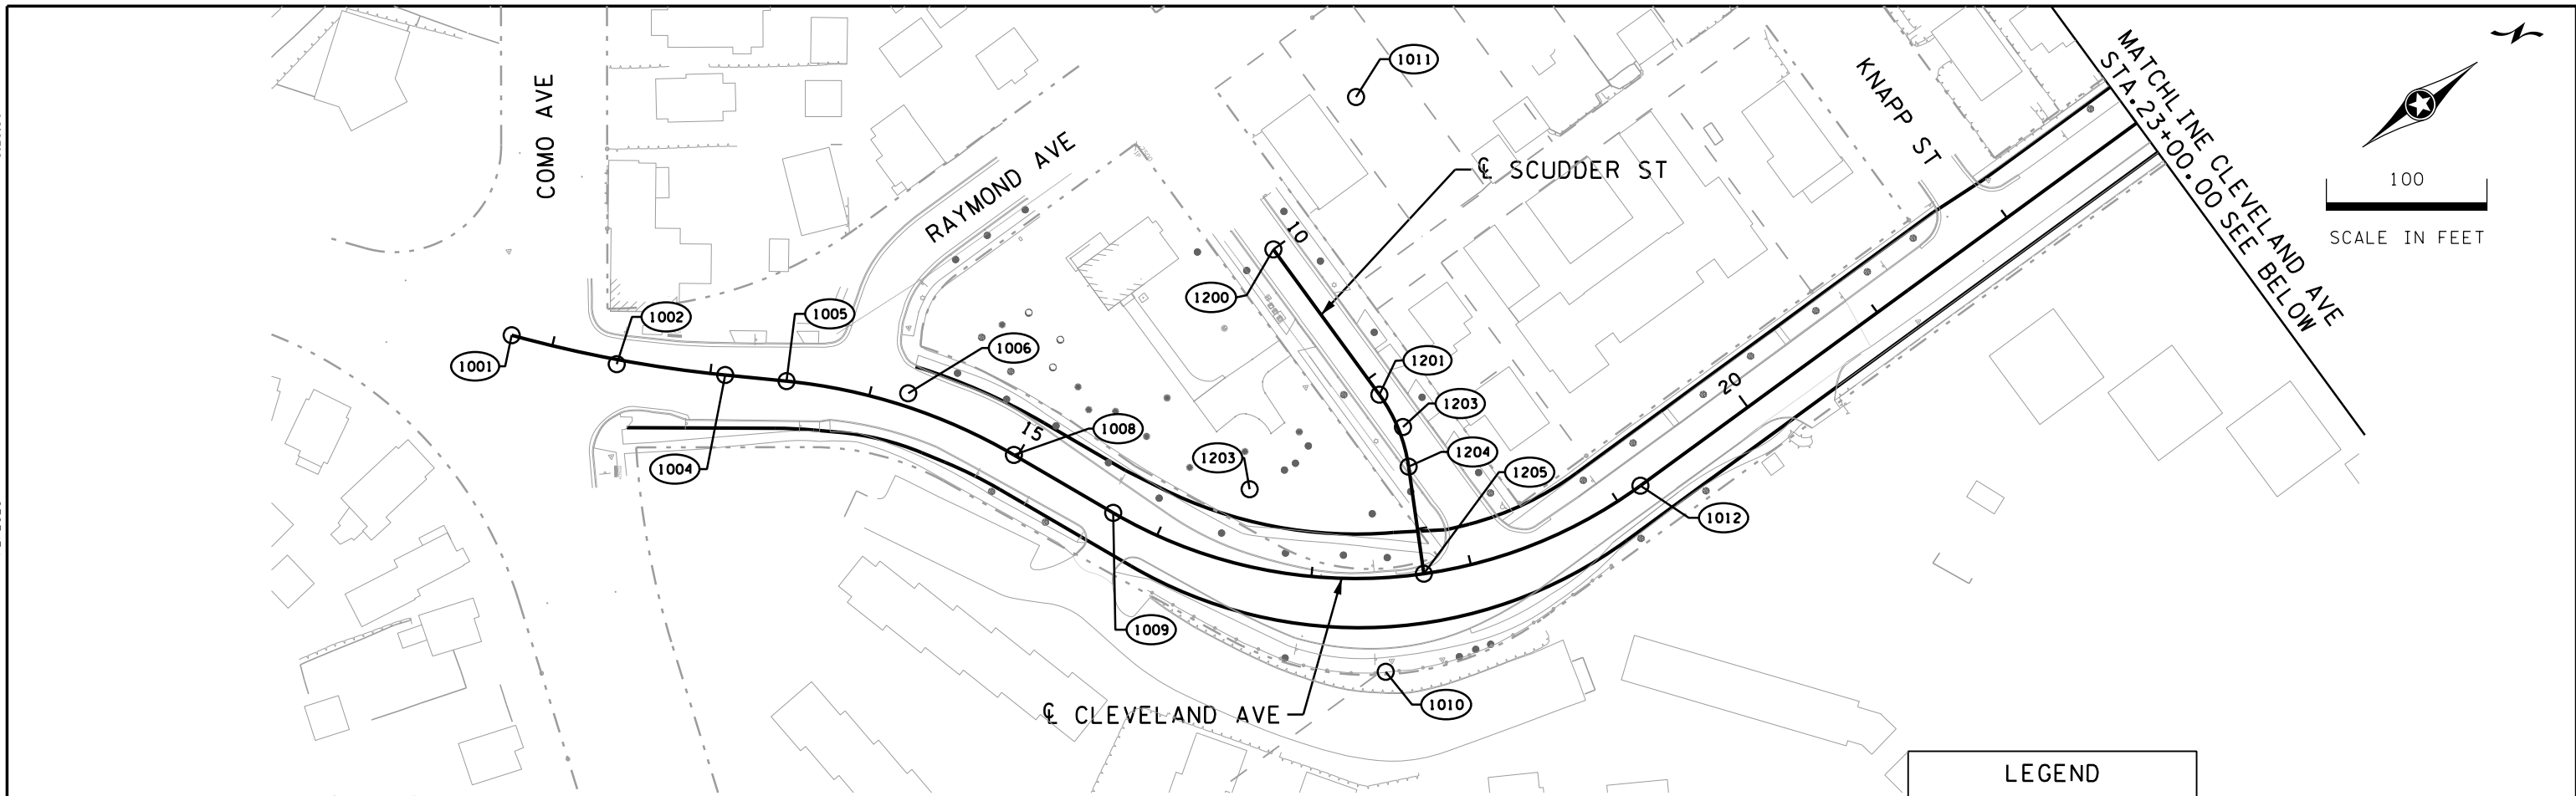 COMO AVE
RAYMOND AVE
℄ SCUDDER ST
KNAPP ST
MATCHLINE CLEVELAND AVE
STA.23+00.00 SEE BELOW
100
SCALE IN FEET
1011
10
1200
1002
1005
1001
1006
1201
1203
15
1008
1203
1204
1205
20
1004
1012
1009
1010
℄ CLEVELAND AVE
LEGEND